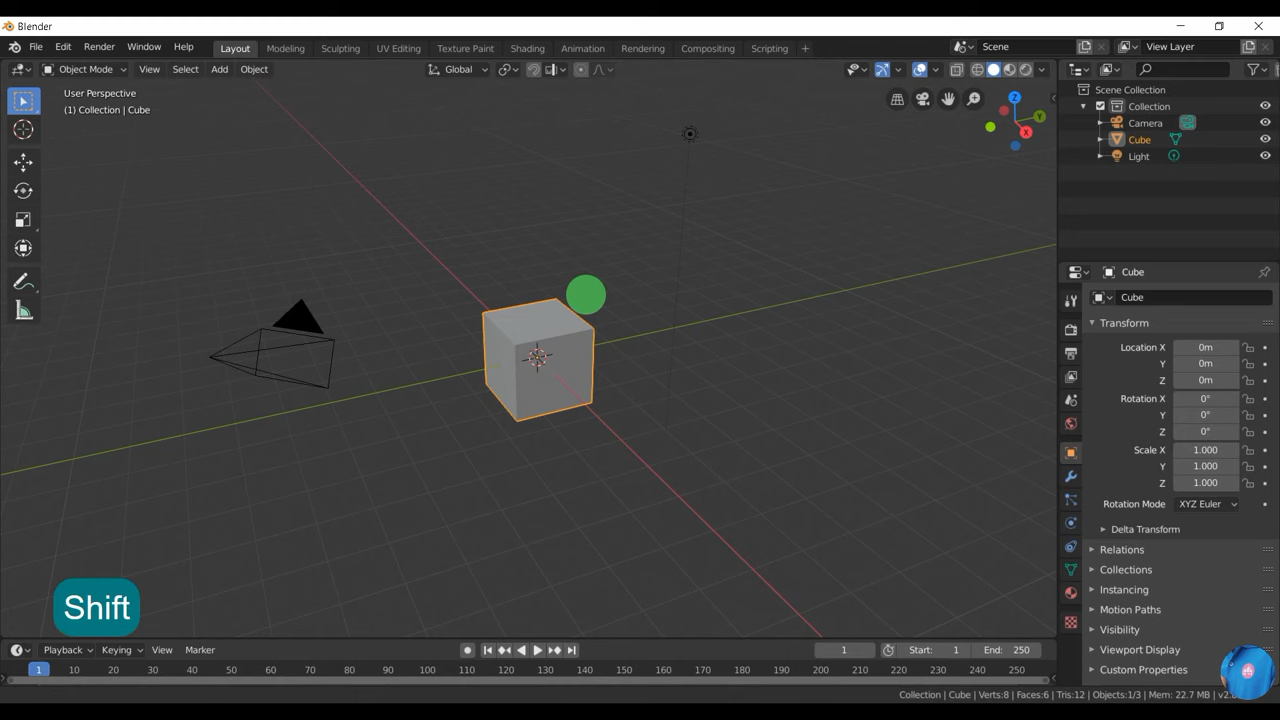 Blender
File Edit Render Window Help
Layout Modeling Sculpting UV Editing Texture Paint Shading Animation Rendering Compositing Scripting +
Scene View Layer
Object Mode View Select Add Object Global
User Perspective
(1) Collection | Cube
Z
Y
X
Scene Collection
Collection
Camera
Cube
Light
Cube
Cube
Transform
Location X 0m
Y 0m
Z 0m
Rotation X 0°
Y 0°
Z 0°
Scale X 1.000
Y 1.000
Z 1.000
Rotation Mode XYZ Euler
Delta Transform
Relations
Collections
Instancing
Motion Paths
Visibility
Viewport Display
Custom Properties
Shift
Playback Keying View Marker
1 Start: 1 End: 250
1 10 20 30 40 50 60 70 80 90 100 110 120 130 140 150 160 170 180 190 200 210 220 230 240 250
Collection | Cube | Verts:8 | Faces:6 | Tris:12 | Objects:1/3 | Mem: 22.7 MB